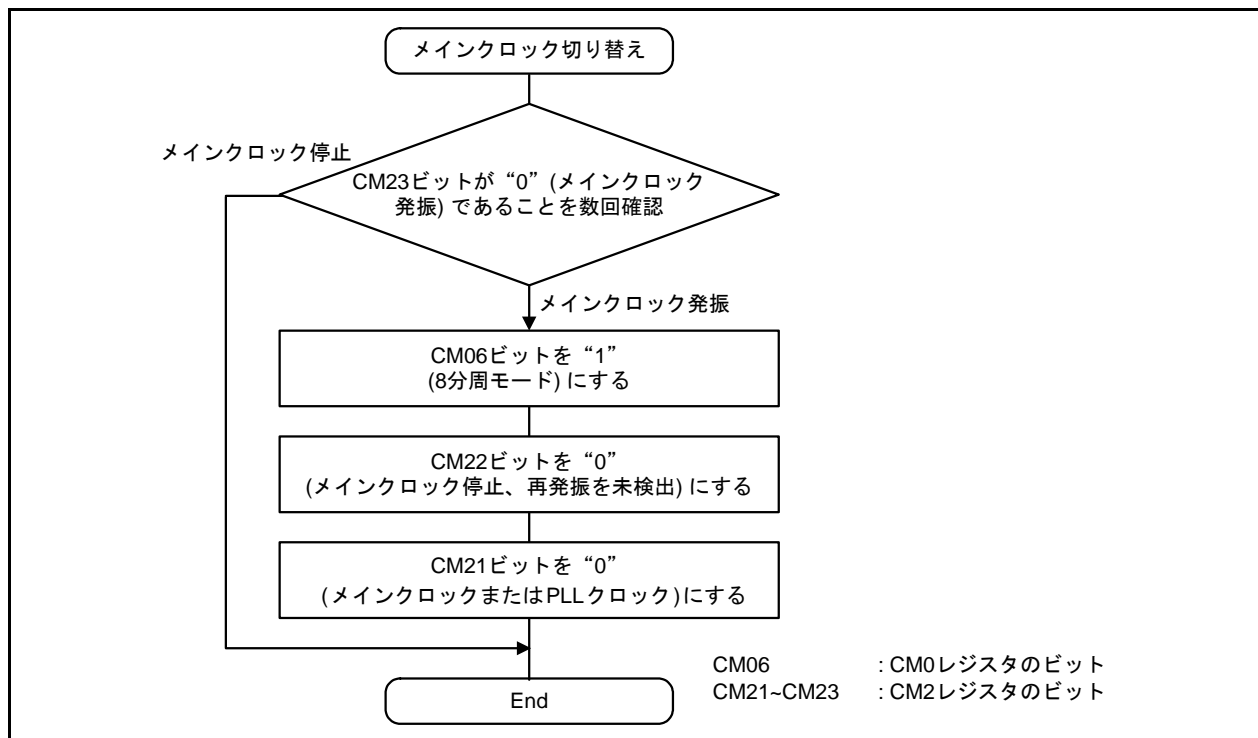 メインクロック切り替え
メインクロック停止
CM23ビットが“0” (メインクロック
発振) であることを数回確認
メインクロック発振
CM06ビットを“1”
(8分周モード) にする
CM22ビットを“0”
(メインクロック停止、再発振を未検出) にする
CM21ビットを“0”
(メインクロックまたはPLLクロック)にする
End
CM06 : CM0レジスタのビット
CM21~CM23 : CM2レジスタのビット